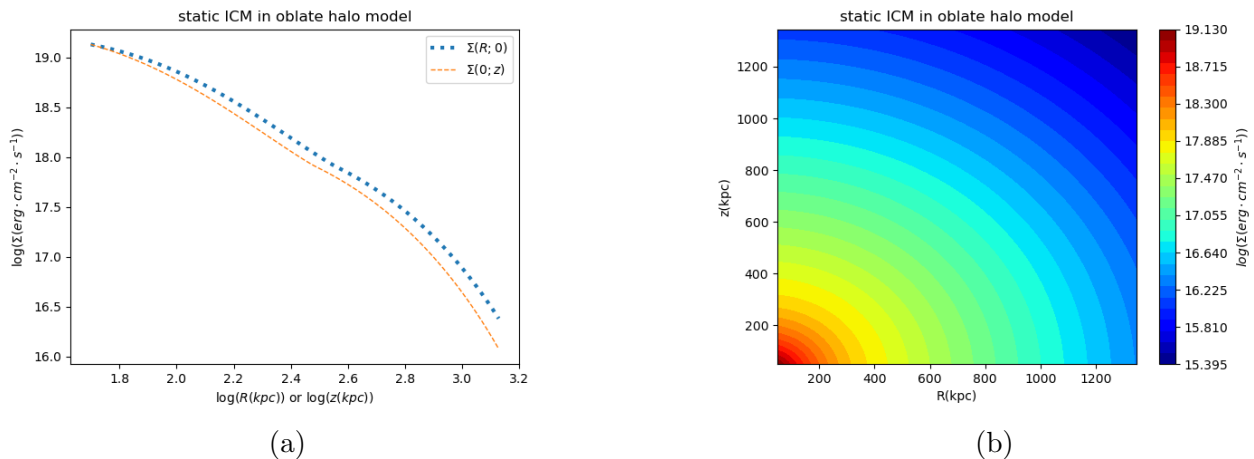 static ICM in oblate halo model
Σ(R; 0)
Σ(0; z)
19.0
18.5
18.0
17.5
17.0
16.5
16.0
log(Σ(erg · cm⁻² · s⁻¹))
1.8 2.0 2.2 2.4 2.6 2.8 3.0 3.2
log(R(kpc)) or log(z(kpc))
(a)
static ICM in oblate halo model
1200
1000
800
600
400
200
z(kpc)
200 400 600 800 1000 1200
R(kpc)
19.130
18.715
18.300
17.885
17.470
17.055
16.640
16.225
15.810
15.395
log(Σ(erg · cm⁻² · s⁻¹))
(b)